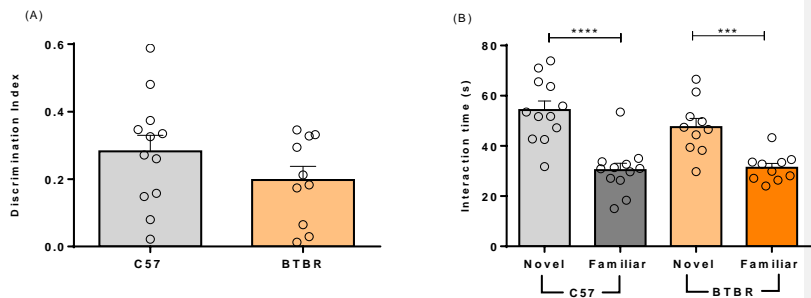 (A)
Discrimination Index
0.6
0.4
0.2
0.0
C57
BTBR
(B)
Interaction time (s)
80
60
40
20
0
****
***
Novel
Familiar
Novel
Familiar
C57
BTBR